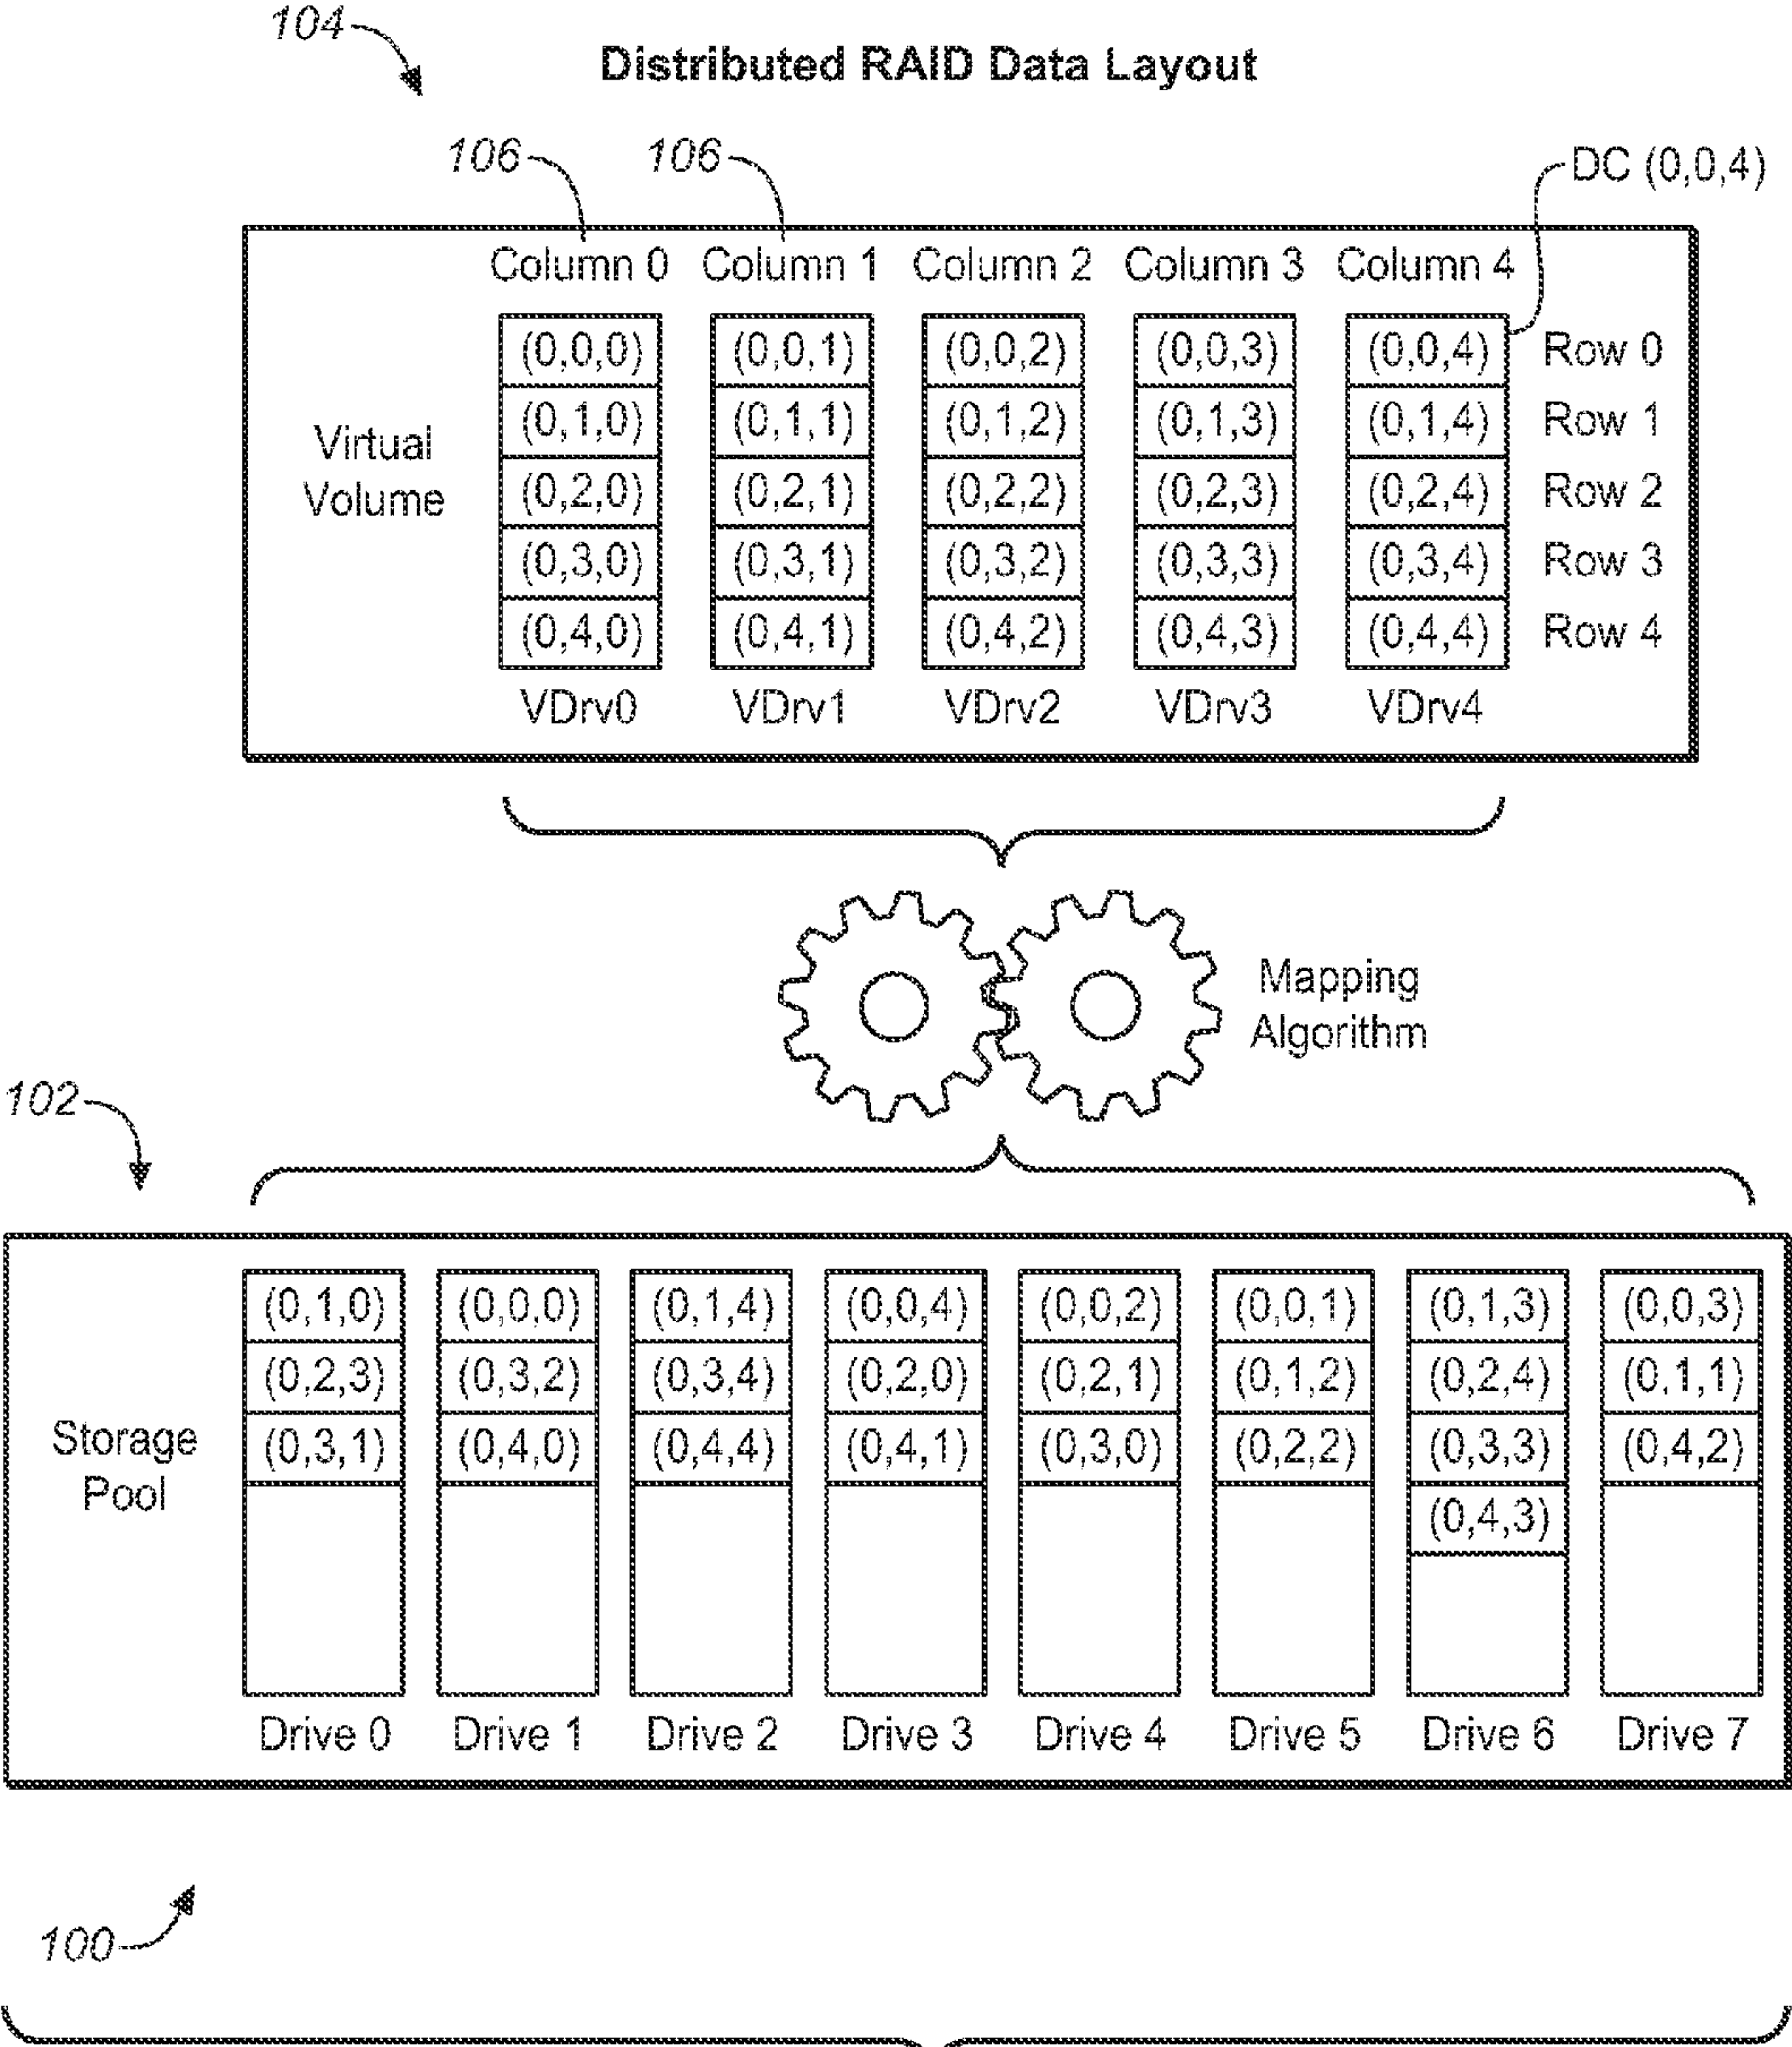 104
Distributed RAID Data Layout
106 106 DC (0,0,4)
Column 0 Column 1 Column 2 Column 3 Column 4
(0,0,0) (0,0,1) (0,0,2) (0,0,3) (0,0,4) Row 0
(0,1,0) (0,1,1) (0,1,2) (0,1,3) (0,1,4) Row 1
Virtual
Volume
(0,2,0) (0,2,1) (0,2,2) (0,2,3) (0,2,4) Row 2
(0,3,0) (0,3,1) (0,3,2) (0,3,3) (0,3,4) Row 3
(0,4,0) (0,4,1) (0,4,2) (0,4,3) (0,4,4) Row 4
VDrv0 VDrv1 VDrv2 VDrv3 VDrv4
Mapping
Algorithm
102
(0,1,0) (0,0,0) (0,1,4) (0,0,4) (0,0,2) (0,0,1) (0,1,3) (0,0,3)
(0,2,3) (0,3,2) (0,3,4) (0,2,0) (0,2,1) (0,1,2) (0,2,4) (0,1,1)
Storage
Pool
(0,3,1) (0,4,0) (0,4,4) (0,4,1) (0,3,0) (0,2,2) (0,3,3) (0,4,2)
(0,4,3)
Drive 0 Drive 1 Drive 2 Drive 3 Drive 4 Drive 5 Drive 6 Drive 7
100